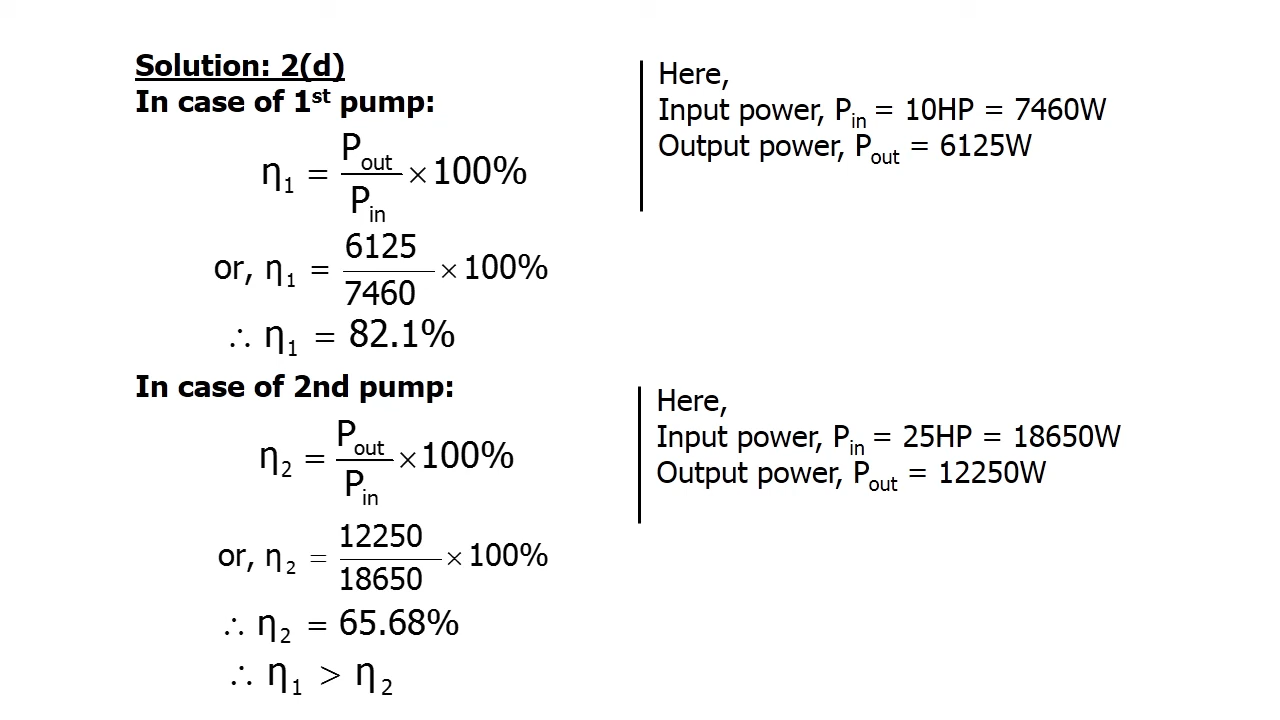 Solution: 2(d)
In case of 1st pump:
η1 = Pout/Pin × 100%
or, η1 = 6125/7460 × 100%
∴ η1 = 82.1%
Here,
Input power, Pin = 10HP = 7460W
Output power, Pout = 6125W
In case of 2nd pump:
η2 = Pout/Pin × 100%
or, η2 = 12250/18650 × 100%
∴ η2 = 65.68%
∴ η1 > η2
Here,
Input power, Pin = 25HP = 18650W
Output power, Pout = 12250W